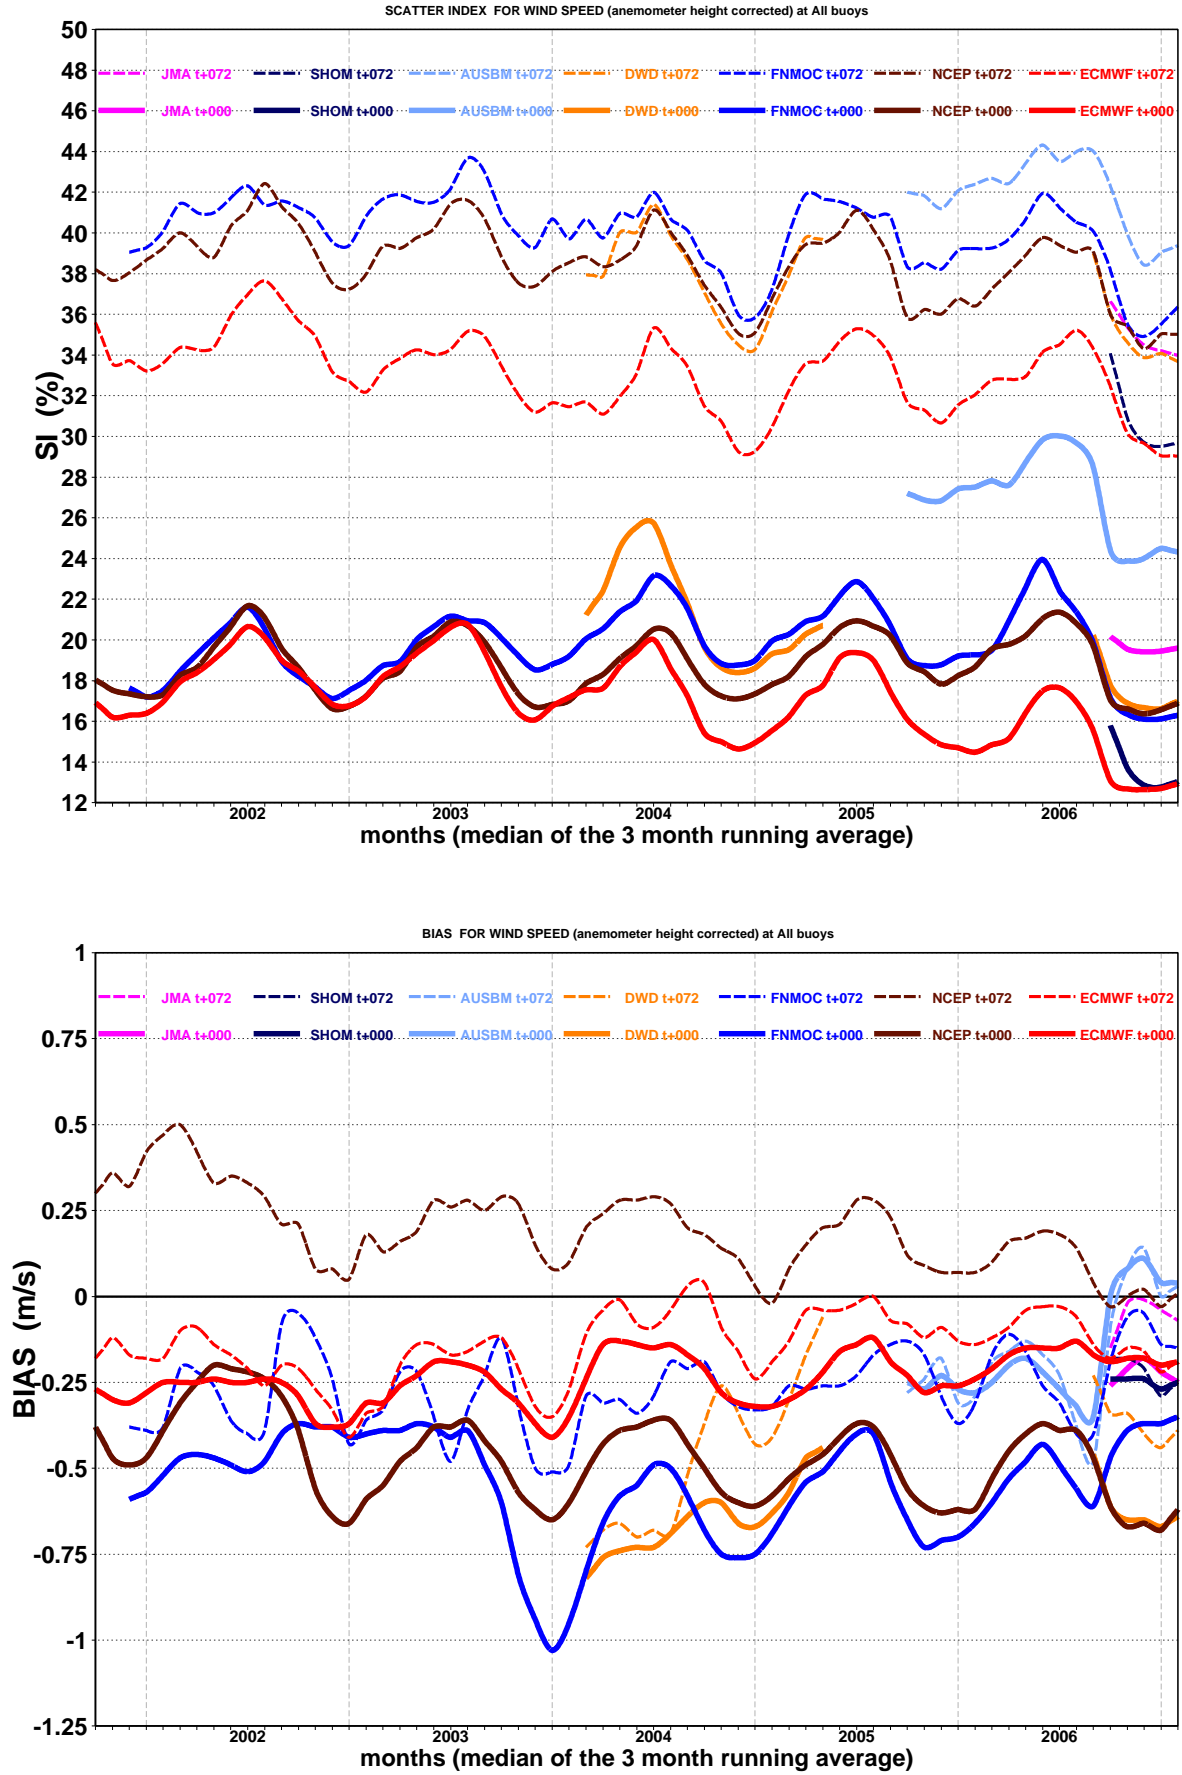 SCATTER INDEX FOR WIND SPEED (anemometer height corrected) at All buoys
50
48
JMA t+072 SHOM t+072 AUSBM t+072 DWD t+072 FNMOC t+072 NCEP t+072 ECMWF t+072
46
JMA t+000 SHOM t+000 AUSBM t+000 DWD t+000 FNMOC t+000 NCEP t+000 ECMWF t+000
44
42
40
38
36
34
32
30
28
26
24
22
20
18
16
14
12
SI (%)
2002 2003 2004 2005 2006
months (median of the 3 month running average)
BIAS FOR WIND SPEED (anemometer height corrected) at All buoys
1
JMA t+072 SHOM t+072 AUSBM t+072 DWD t+072 FNMOC t+072 NCEP t+072 ECMWF t+072
JMA t+000 SHOM t+000 AUSBM t+000 DWD t+000 FNMOC t+000 NCEP t+000 ECMWF t+000
0.75
0.5
0.25
0
-0.25
-0.5
-0.75
-1
-1.25
BIAS (m/s)
2002 2003 2004 2005 2006
months (median of the 3 month running average)